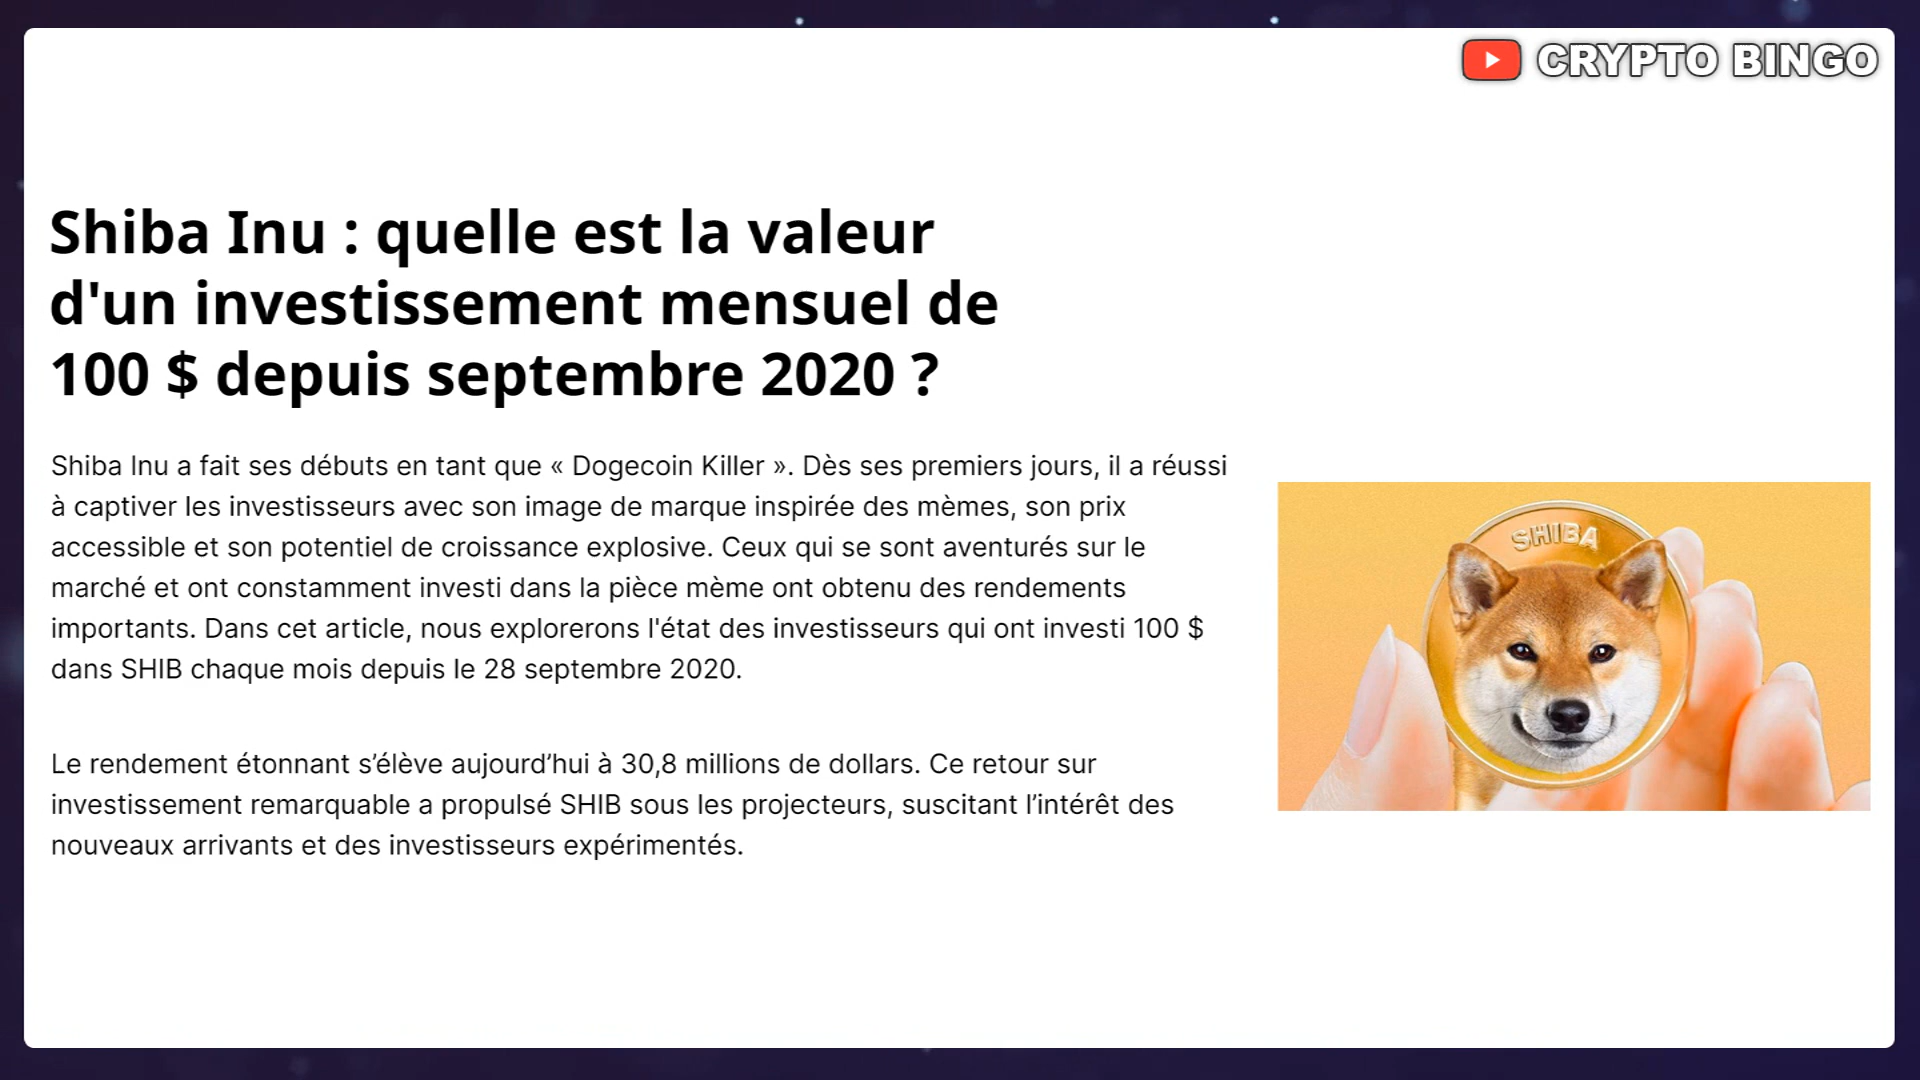 CRYPTO BINGO
Shiba Inu : quelle est la valeur
d'un investissement mensuel de
100 $ depuis septembre 2020 ?
Shiba Inu a fait ses débuts en tant que « Dogecoin Killer ». Dès ses premiers jours, il a réussi
à captiver les investisseurs avec son image de marque inspirée des mèmes, son prix
accessible et son potentiel de croissance explosive. Ceux qui se sont aventurés sur le
marché et ont constamment investi dans la pièce mème ont obtenu des rendements
importants. Dans cet article, nous explorerons l'état des investisseurs qui ont investi 100 $
dans SHIB chaque mois depuis le 28 septembre 2020.
Le rendement étonnant s’élève aujourd’hui à 30,8 millions de dollars. Ce retour sur
investissement remarquable a propulsé SHIB sous les projecteurs, suscitant l’intérêt des
nouveaux arrivants et des investisseurs expérimentés.
SHIBA